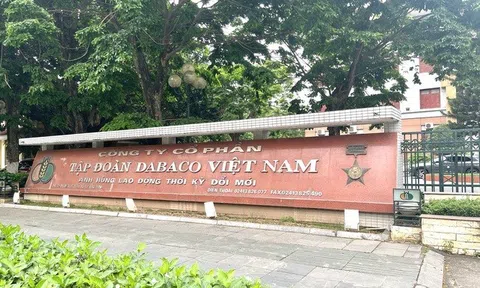 CÔNG TY CỔ PHẦN
TẬP ĐOÀN DABACO VIỆT NAM
ANH HÙNG LAO ĐỘNG THỜI KỲ ĐỔI MỚI